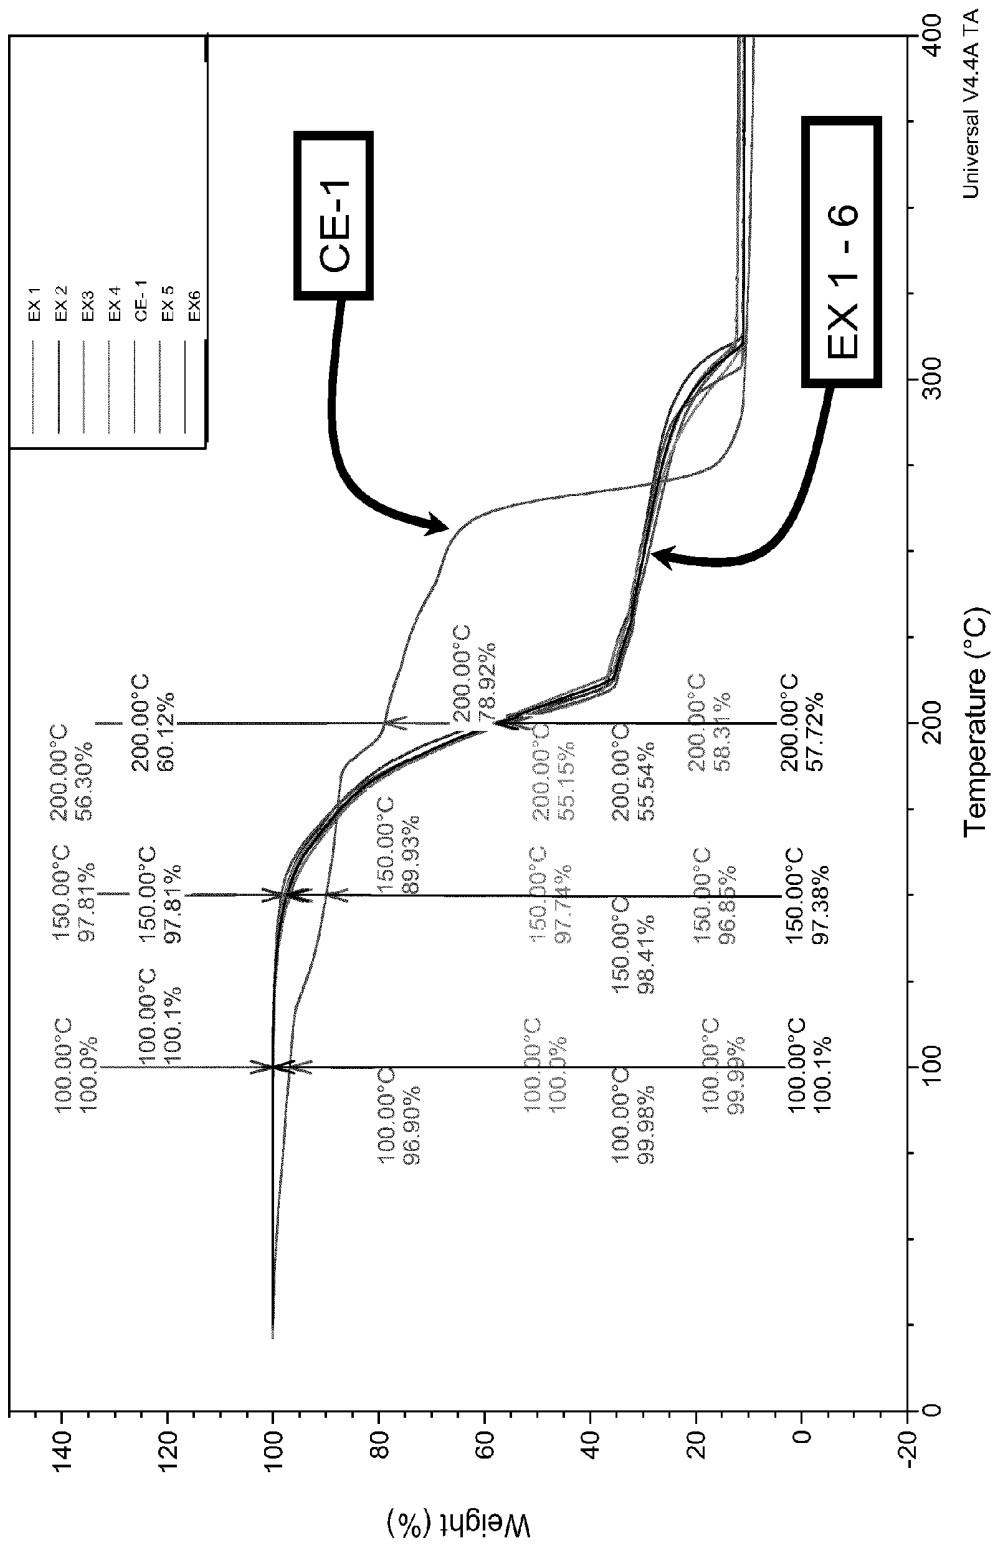 EX 1
EX 2
EX3
EX 4
CE- 1
EX 5
EX6
CE-1
EX 1 - 6
100.00°C
100.0%
150.00°C
97.81%
200.00°C
56.30%
100.00°C
100.1%
150.00°C
97.81%
200.00°C
60.12%
100.00°C
96.90%
150.00°C
89.93%
200.00°C
78.92%
100.00°C
100.0%
150.00°C
97.74%
200.00°C
55.15%
100.00°C
99.98%
150.00°C
98.41%
200.00°C
55.54%
100.00°C
99.99%
150.00°C
96.85%
200.00°C
58.31%
100.00°C
100.1%
150.00°C
97.38%
200.00°C
57.72%
140
120
100
80
60
40
20
0
-20
Weight (%)
0
100
200
300
400
Temperature (°C)
Universal V4.4A TA